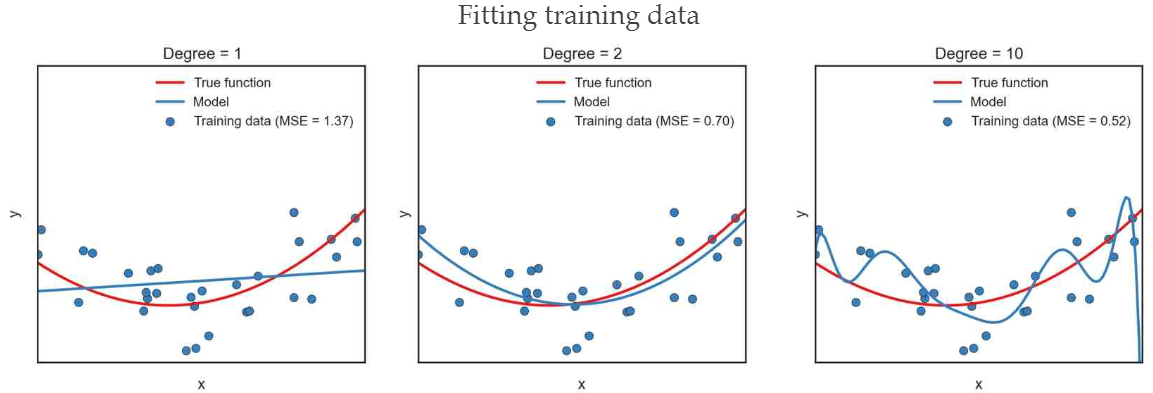 Fitting training data
Degree = 1
True function
Model
Training data (MSE = 1.37)
y
x
Degree = 2
True function
Model
Training data (MSE = 0.70)
y
x
Degree = 10
True function
Model
Training data (MSE = 0.52)
y
x